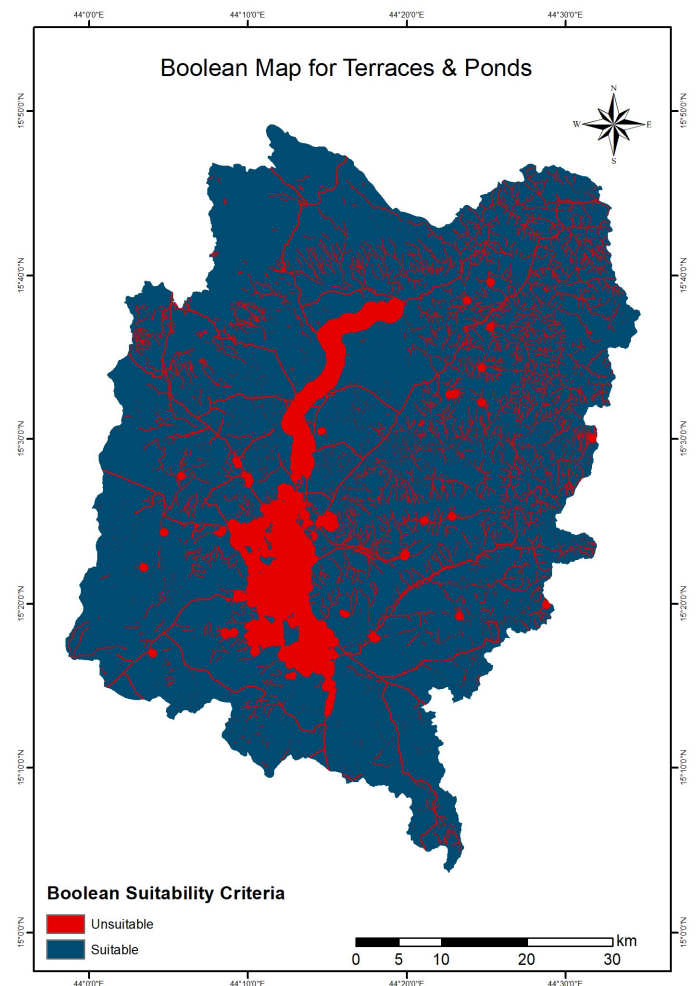 44°0'0"E 44°10'0"E 44°20'0"E 44°30'0"E
Boolean Map for Terraces & Ponds
N
W E
S
15°50'0"N 15°50'0"N
15°40'0"N 15°40'0"N
15°30'0"N 15°30'0"N
15°20'0"N 15°20'0"N
15°10'0"N 15°10'0"N
15°0'0"N 15°0'0"N
Boolean Suitability Criteria
Unsuitable
Suitable
km
0 5 10 20 30
44°0'0"E 44°10'0"E 44°20'0"E 44°30'0"E